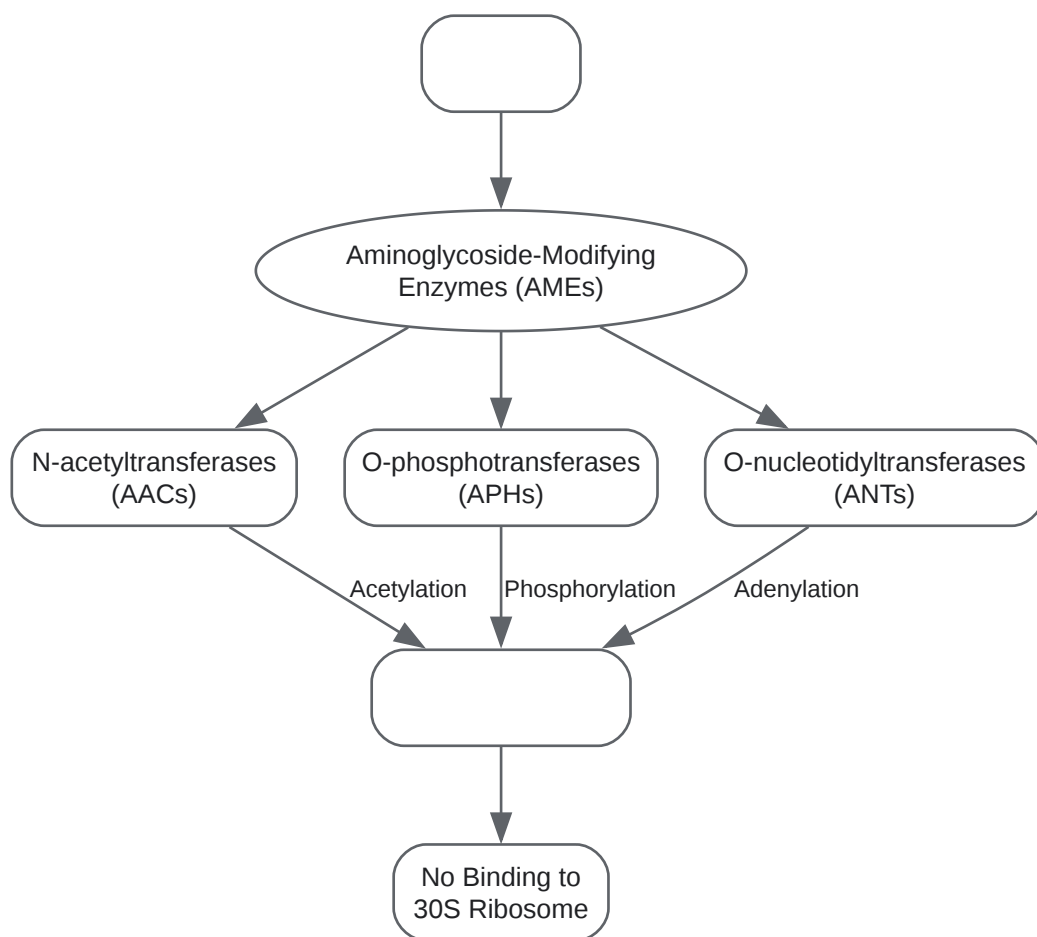 Aminoglycoside-Modifying
Enzymes (AMEs)
N-acetyltransferases
(AACs)
O-phosphotransferases
(APHs)
O-nucleotidyltransferases
(ANTs)
Acetylation
Phosphorylation
Adenylation
No Binding to
30S Ribosome